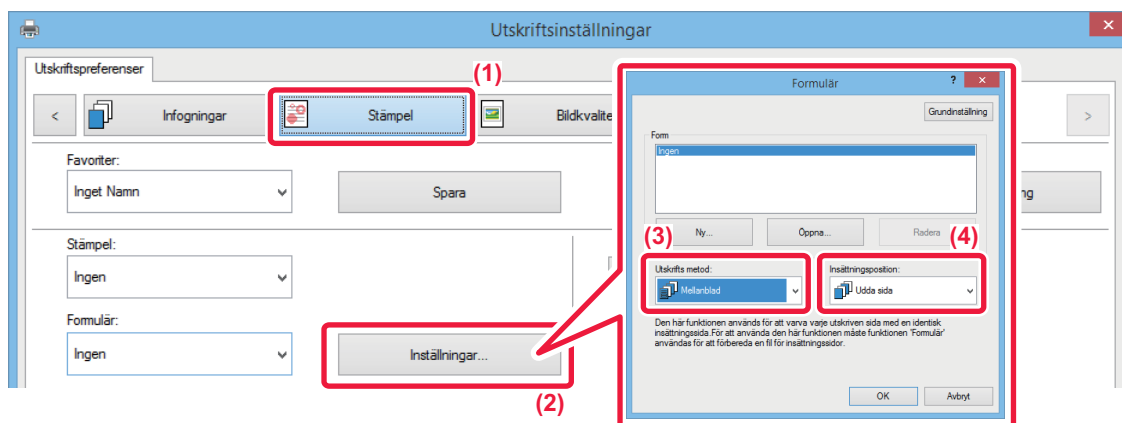 Utskriftsinställningar
Utskriftspreferenser
(1)
<
Infogningar
Stämpel
Bildkvalite
>
Favoriter:
Inget Namn
Spara
ng
Stämpel:
Ingen
Formulär:
Ingen
Inställningar...
(2)
Formulär
?
Grundinställning
Form
Ingen
Ny...
Öppna...
Radera
(3)
(4)
Utskrifts metod:
Mellanblad
Insättningsposition:
Udda sida
Den här funktionen används för att varva varje utskriven sida med en identisk
insättningssida.För att använda den här funktionen måste funktionen 'Formulär'
användas för att förbereda en fil för insättningssidor.
OK
Avbryt